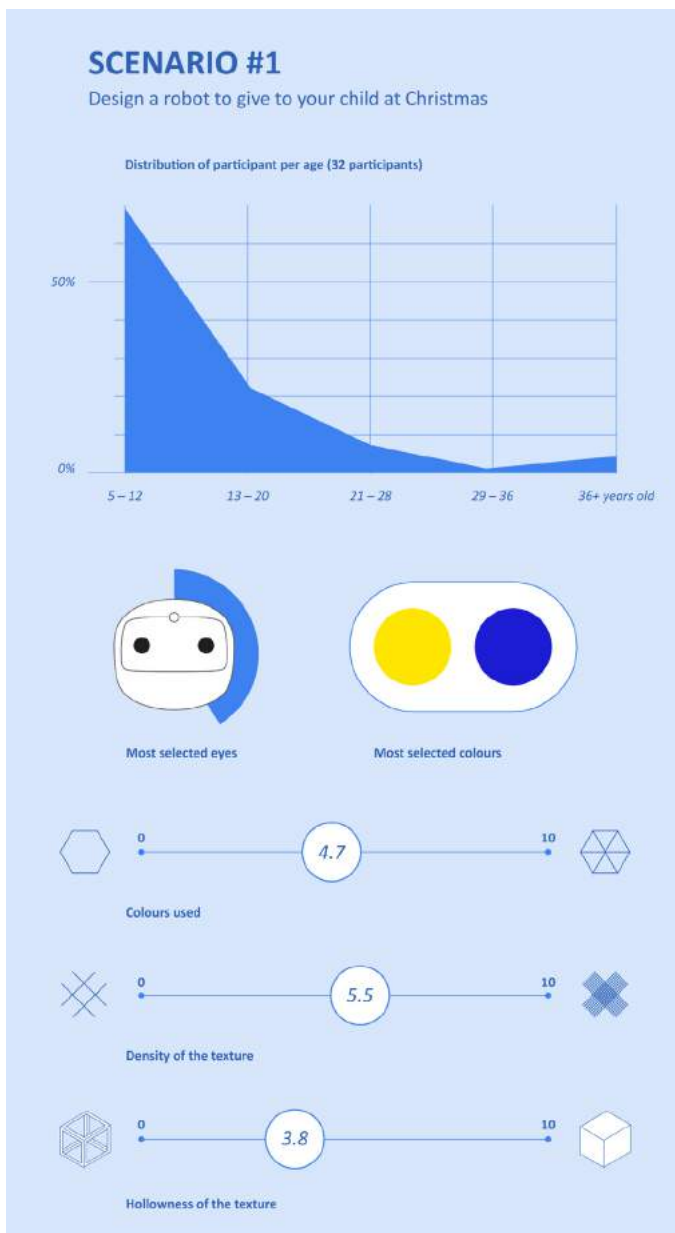 SCENARIO #1
Design a robot to give to your child at Christmas
Distribution of participant per age (32 participants)
50%
0%
5 – 12
13 – 20
21 – 28
29 – 36
36+ years old
Most selected eyes
Most selected colours
0
4.7
10
Colours used
0
5.5
10
Density of the texture
0
3.8
10
Hollowness of the texture